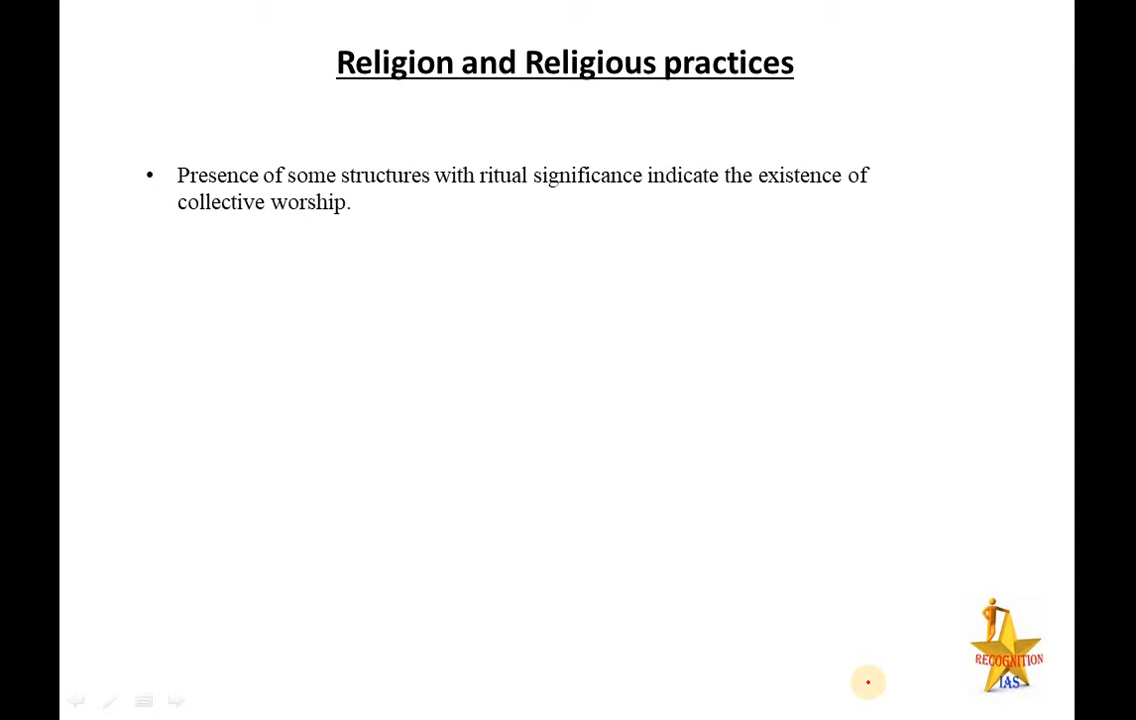 Religion and Religious practices
• Presence of some structures with ritual significance indicate the existence of
collective worship.
RECOGNITION
IAS